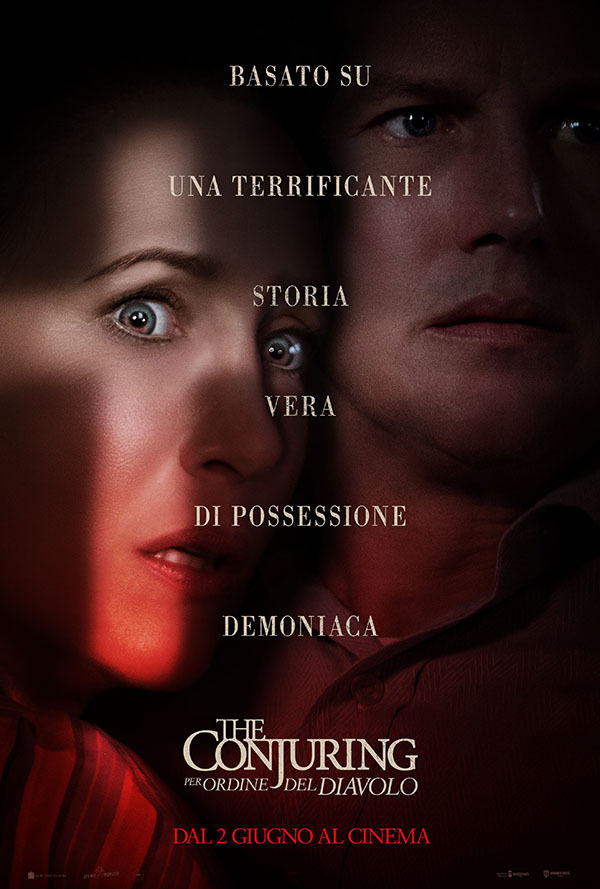 BASATO SU
UNA TERRIFICANTE
STORIA
VERA
DI POSSESSIONE
DEMONIACA
THE
CONJURING
PER ORDINE DEL DIAVOLO
DAL 2 GIUGNO AL CINEMA